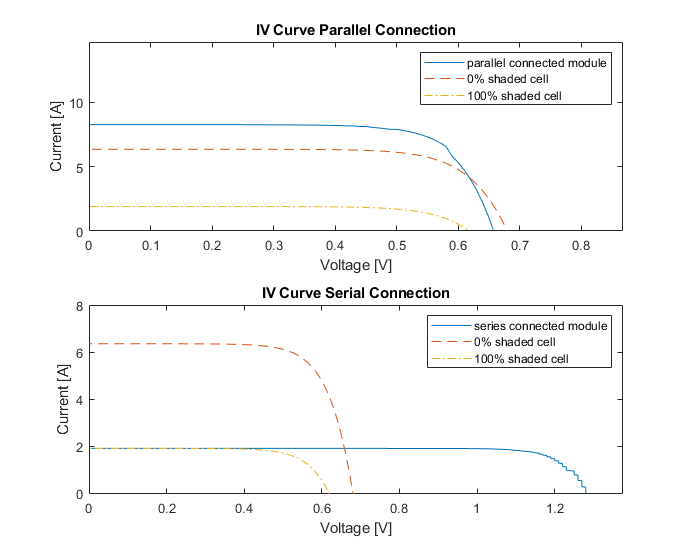 IV Curve Parallel Connection
parallel connected module
0% shaded cell
100% shaded cell
10
5
0
Current [A]
0 0.1 0.2 0.3 0.4 0.5 0.6 0.7 0.8
Voltage [V]
IV Curve Serial Connection
series connected module
0% shaded cell
100% shaded cell
8
6
4
2
0
Current [A]
0 0.2 0.4 0.6 0.8 1 1.2
Voltage [V]